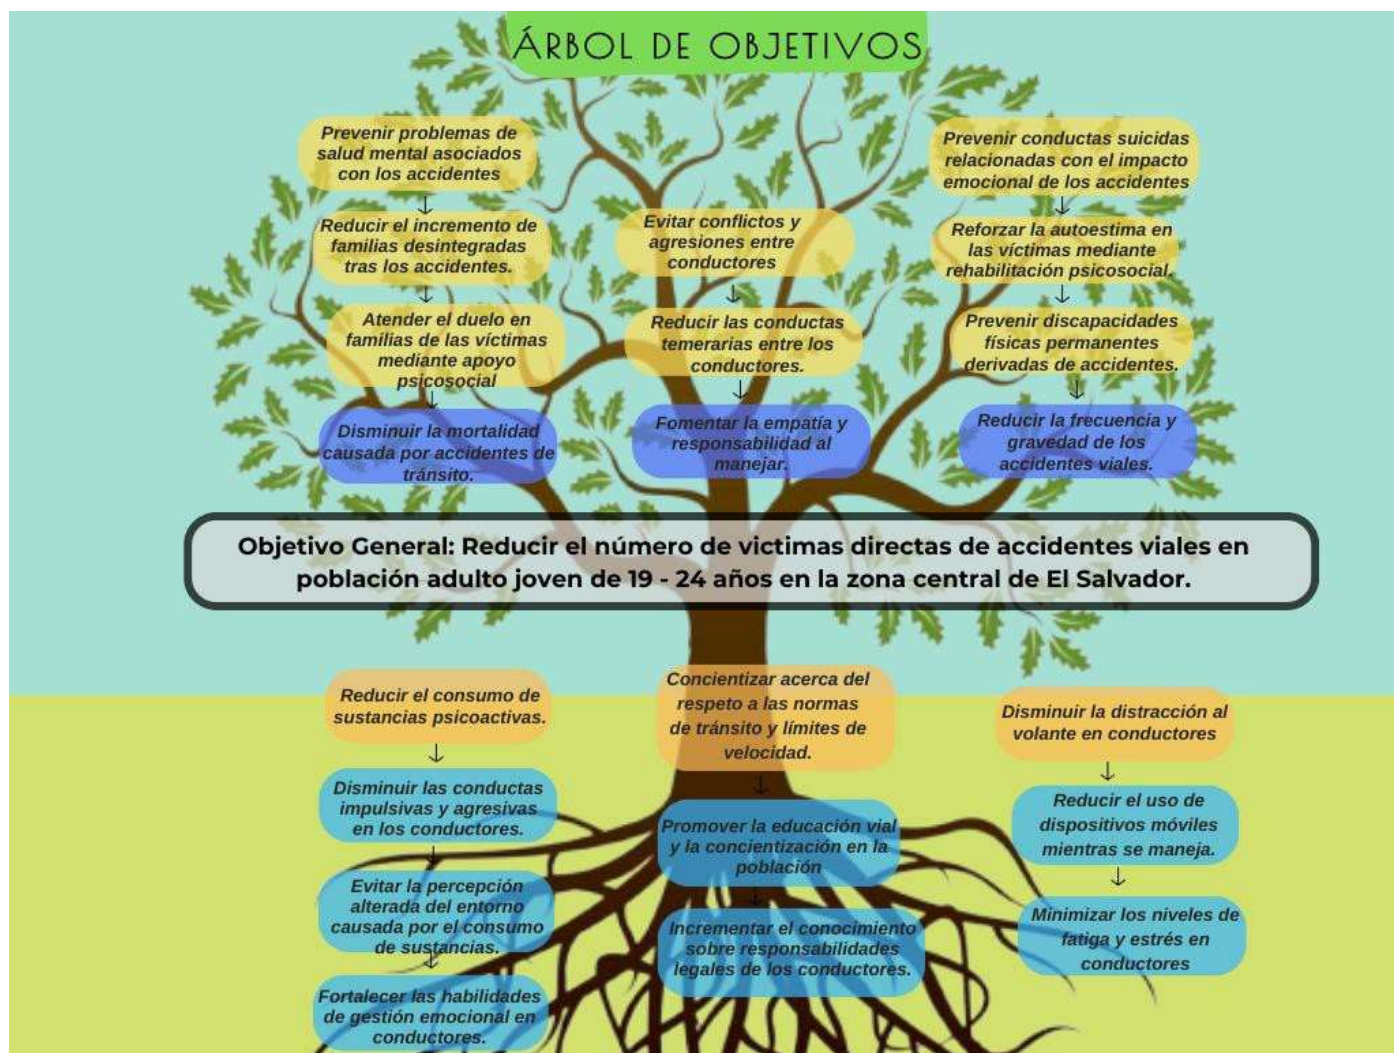 ÁRBOL DE OBJETIVOS
Prevenir problemas de
salud mental asociados
con los accidentes
Reducir el incremento de
familias desintegradas
tras los accidentes.
Atender el duelo en
familias de las víctimas
mediante apoyo
psicosocial
Disminuir la mortalidad
causada por accidentes de
tránsito.
Evitar conflictos y
agresiones entre
conductores
Reducir las conductas
temerarias entre los
conductores.
Fomentar la empatía y
responsabilidad al
manejar.
Prevenir conductas suicidas
relacionadas con el impacto
emocional de los accidentes
Reforzar la autoestima en
las víctimas mediante
rehabilitación psicosocial.
Prevenir discapacidades
físicas permanentes
derivadas de accidentes.
Reducir la frecuencia y
gravedad de los
accidentes viales.
Objetivo General: Reducir el número de victimas directas de accidentes viales en
población adulto joven de 19 - 24 años en la zona central de El Salvador.
Reducir el consumo de
sustancias psicoactivas.
Disminuir las conductas
impulsivas y agresivas
en los conductores.
Evitar la percepción
alterada del entorno
causada por el consumo
de sustancias.
Fortalecer las habilidades
de gestión emocional en
conductores.
Concientizar acerca del
respeto a las normas
de tránsito y límites de
velocidad.
Promover la educación vial
y la concientización en la
población
Incrementar el conocimiento
sobre responsabilidades
legales de los conductores.
Disminuir la distracción al
volante en conductores
Reducir el uso de
dispositivos móviles
mientras se maneja.
Minimizar los niveles de
fatiga y estrés en
conductores